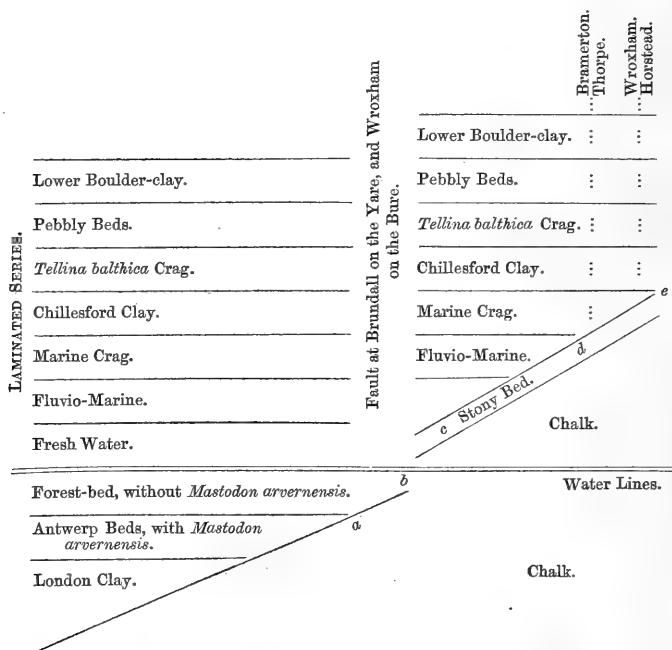 Bramerton.
Thorpe.
Wroxham.
Horstead.
LAMINATED SERIES.
Lower Boulder-clay.
Pebbly Beds.
Tellina balthica Crag.
Chillesford Clay.
Marine Crag.
Fluvio-Marine.
Fresh Water.
Forest-bed, without Mastodon arvernensis.
Antwerp Beds, with Mastodon
arvernensis.
London Clay.
Fault at Brundall on the Yare, and Wroxham
on the Bure.
Lower Boulder-clay.
Pebbly Beds.
Tellina balthica Crag.
Chillesford Clay.
Marine Crag.
Fluvio-Marine.
c Stony Bed. d e
Chalk.
Water Lines.
a b
Chalk.